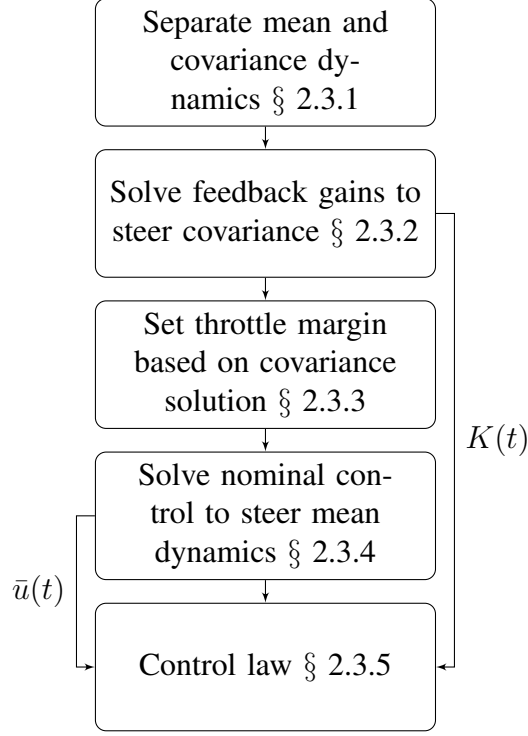 Separate mean and
covariance dy-
namics § 2.3.1
Solve feedback gains to
steer covariance § 2.3.2
Set throttle margin
based on covariance
solution § 2.3.3
K(t)
Solve nominal con-
trol to steer mean
dynamics § 2.3.4
ū(t)
Control law § 2.3.5